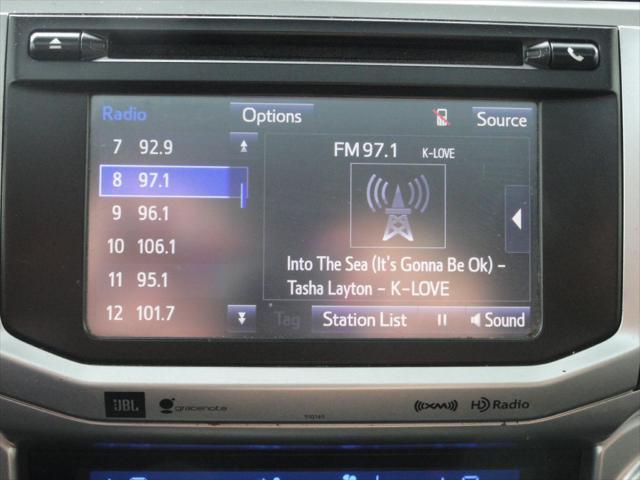 Radio
Options
Source
7 92.9
8 97.1
9 96.1
10 106.1
11 95.1
12 101.7
FM 97.1 K-LOVE
Into The Sea (It's Gonna Be Ok) –
Tasha Layton – K-LOVE
Tag
Station List
Sound
JBL
gracenote
XM
HD Radio